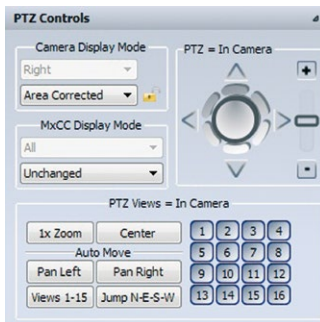 PTZ Controls
Camera Display Mode
Right
Area Corrected
PTZ = In Camera
+
-
MxCC Display Mode
All
Unchanged
PTZ Views = In Camera
1x Zoom Center
Auto Move
Pan Left Pan Right
Views 1-15 Jump N-E-S-W
1 2 3 4
5 6 7 8
9 10 11 12
13 14 15 16